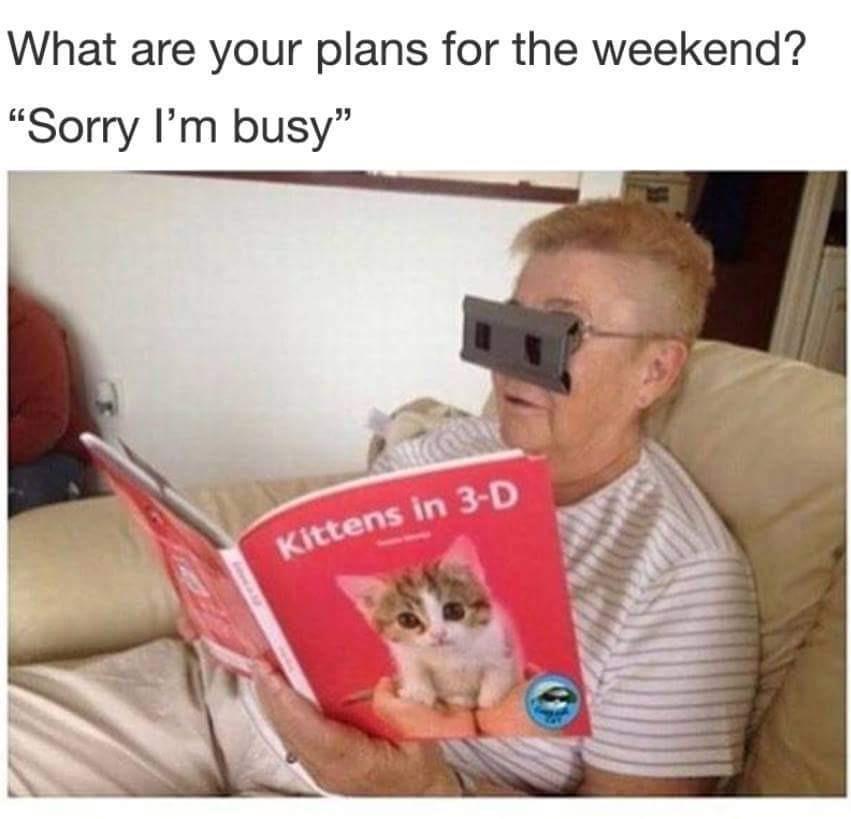 What are your plans for the weekend?
“Sorry I’m busy”
Kittens in 3-D